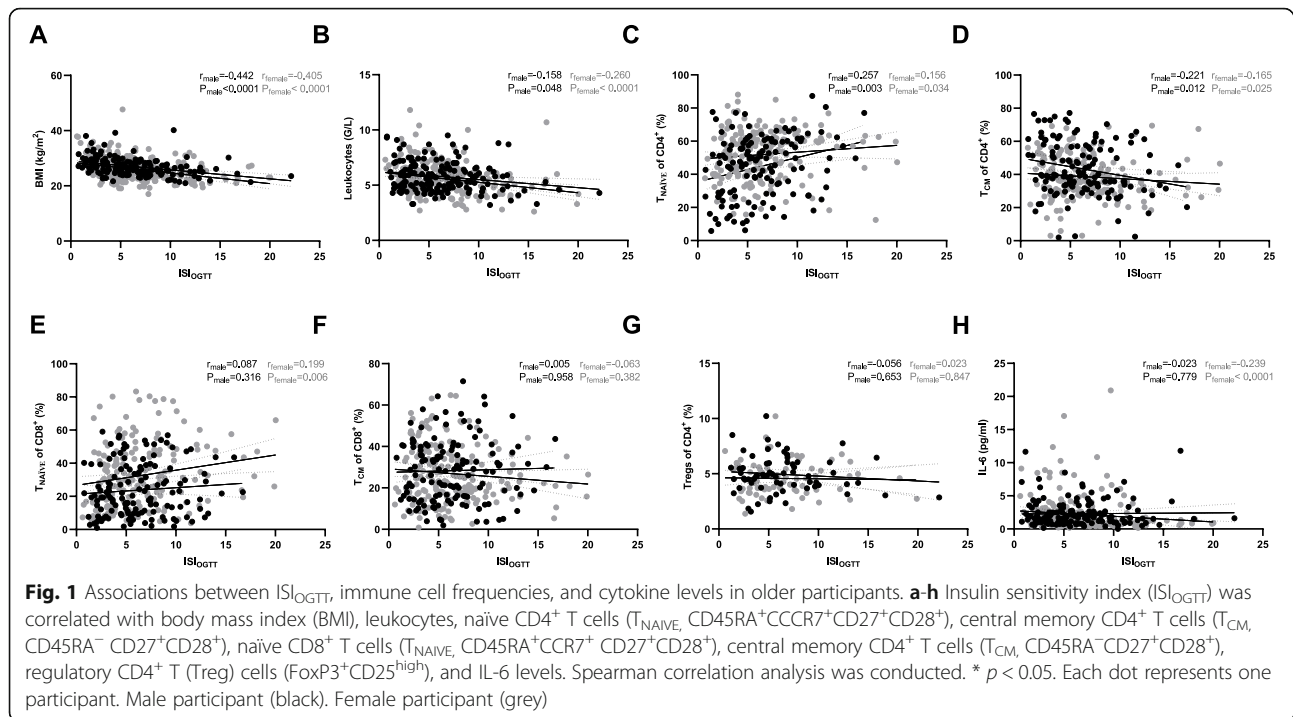 A
B
C
D
r_male=-0.442 r_female=-0.405
P_male<0.0001 P_female< 0.0001
60
40
20
0
BMI (kg/m²)
0 5 10 15 20 25
ISI_OGTT
r_male=-0.158 r_female=-0.260
P_male=0.048 P_female< 0.0001
15
10
5
0
Leukocytes (G/L)
0 5 10 15 20 25
ISI_OGTT
r_male=0.257 r_female=0.156
P_male=0.003 P_female=0.034
100
80
60
40
20
0
T_NAÏVE of CD4⁺ (%)
0 5 10 15 20 25
ISI_OGTT
r_male=-0.221 r_female=-0.165
P_male=0.012 P_female=0.025
100
80
60
40
20
0
T_CM of CD4⁺ (%)
0 5 10 15 20 25
ISI_OGTT
E
F
G
H
r_male=0.087 r_female=0.199
P_male=0.316 P_female=0.006
100
80
60
40
20
0
T_NAÏVE of CD8⁺ (%)
0 5 10 15 20 25
ISI_OGTT
r_male=0.005 r_female=-0.063
P_male=0.958 P_female=0.382
80
60
40
20
0
T_CM of CD8⁺ (%)
0 5 10 15 20 25
ISI_OGTT
r_male=-0.056 r_female=0.023
P_male=0.653 P_female=0.847
15
10
5
0
Tregs of CD4⁺ (%)
0 5 10 15 20 25
ISI_OGTT
r_male=-0.023 r_female=-0.239
P_male=0.779 P_female< 0.0001
25
20
15
10
5
0
IL-6 (pg/ml)
0 5 10 15 20 25
ISI_OGTT
Fig. 1 Associations between ISI_OGTT, immune cell frequencies, and cytokine levels in older participants. a-h Insulin sensitivity index (ISI_OGTT) was
correlated with body mass index (BMI), leukocytes, naïve CD4⁺ T cells (T_NAIVE, CD45RA⁺CCCR7⁺CD27⁺CD28⁺), central memory CD4⁺ T cells (T_CM,
CD45RA⁻ CD27⁺CD28⁺), naïve CD8⁺ T cells (T_NAIVE, CD45RA⁺CCR7⁺ CD27⁺CD28⁺), central memory CD4⁺ T cells (T_CM, CD45RA⁻CD27⁺CD28⁺),
regulatory CD4⁺ T (Treg) cells (FoxP3⁺CD25^high), and IL-6 levels. Spearman correlation analysis was conducted. * p < 0.05. Each dot represents one
participant. Male participant (black). Female participant (grey)